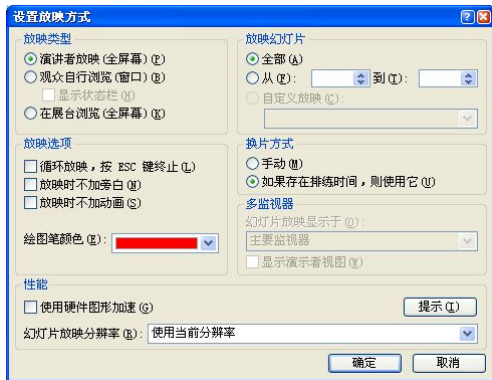 设置放映方式
放映类型
演讲者放映(全屏幕)(P)
观众自行浏览(窗口)(B)
显示状态栏(H)
在展台浏览(全屏幕)(K)
放映幻灯片
全部(A)
从(F): 到(T):
自定义放映(C):
放映选项
循环放映，按 ESC 键终止(L)
放映时不加旁白(N)
放映时不加动画(S)
绘图笔颜色(E):
换片方式
手动(M)
如果存在排练时间，则使用它(U)
多监视器
幻灯片放映显示于(O):
主要监视器
显示演示者视图(W)
性能
使用硬件图形加速(G)
提示(I)
幻灯片放映分辨率(R): 使用当前分辨率
确定 取消